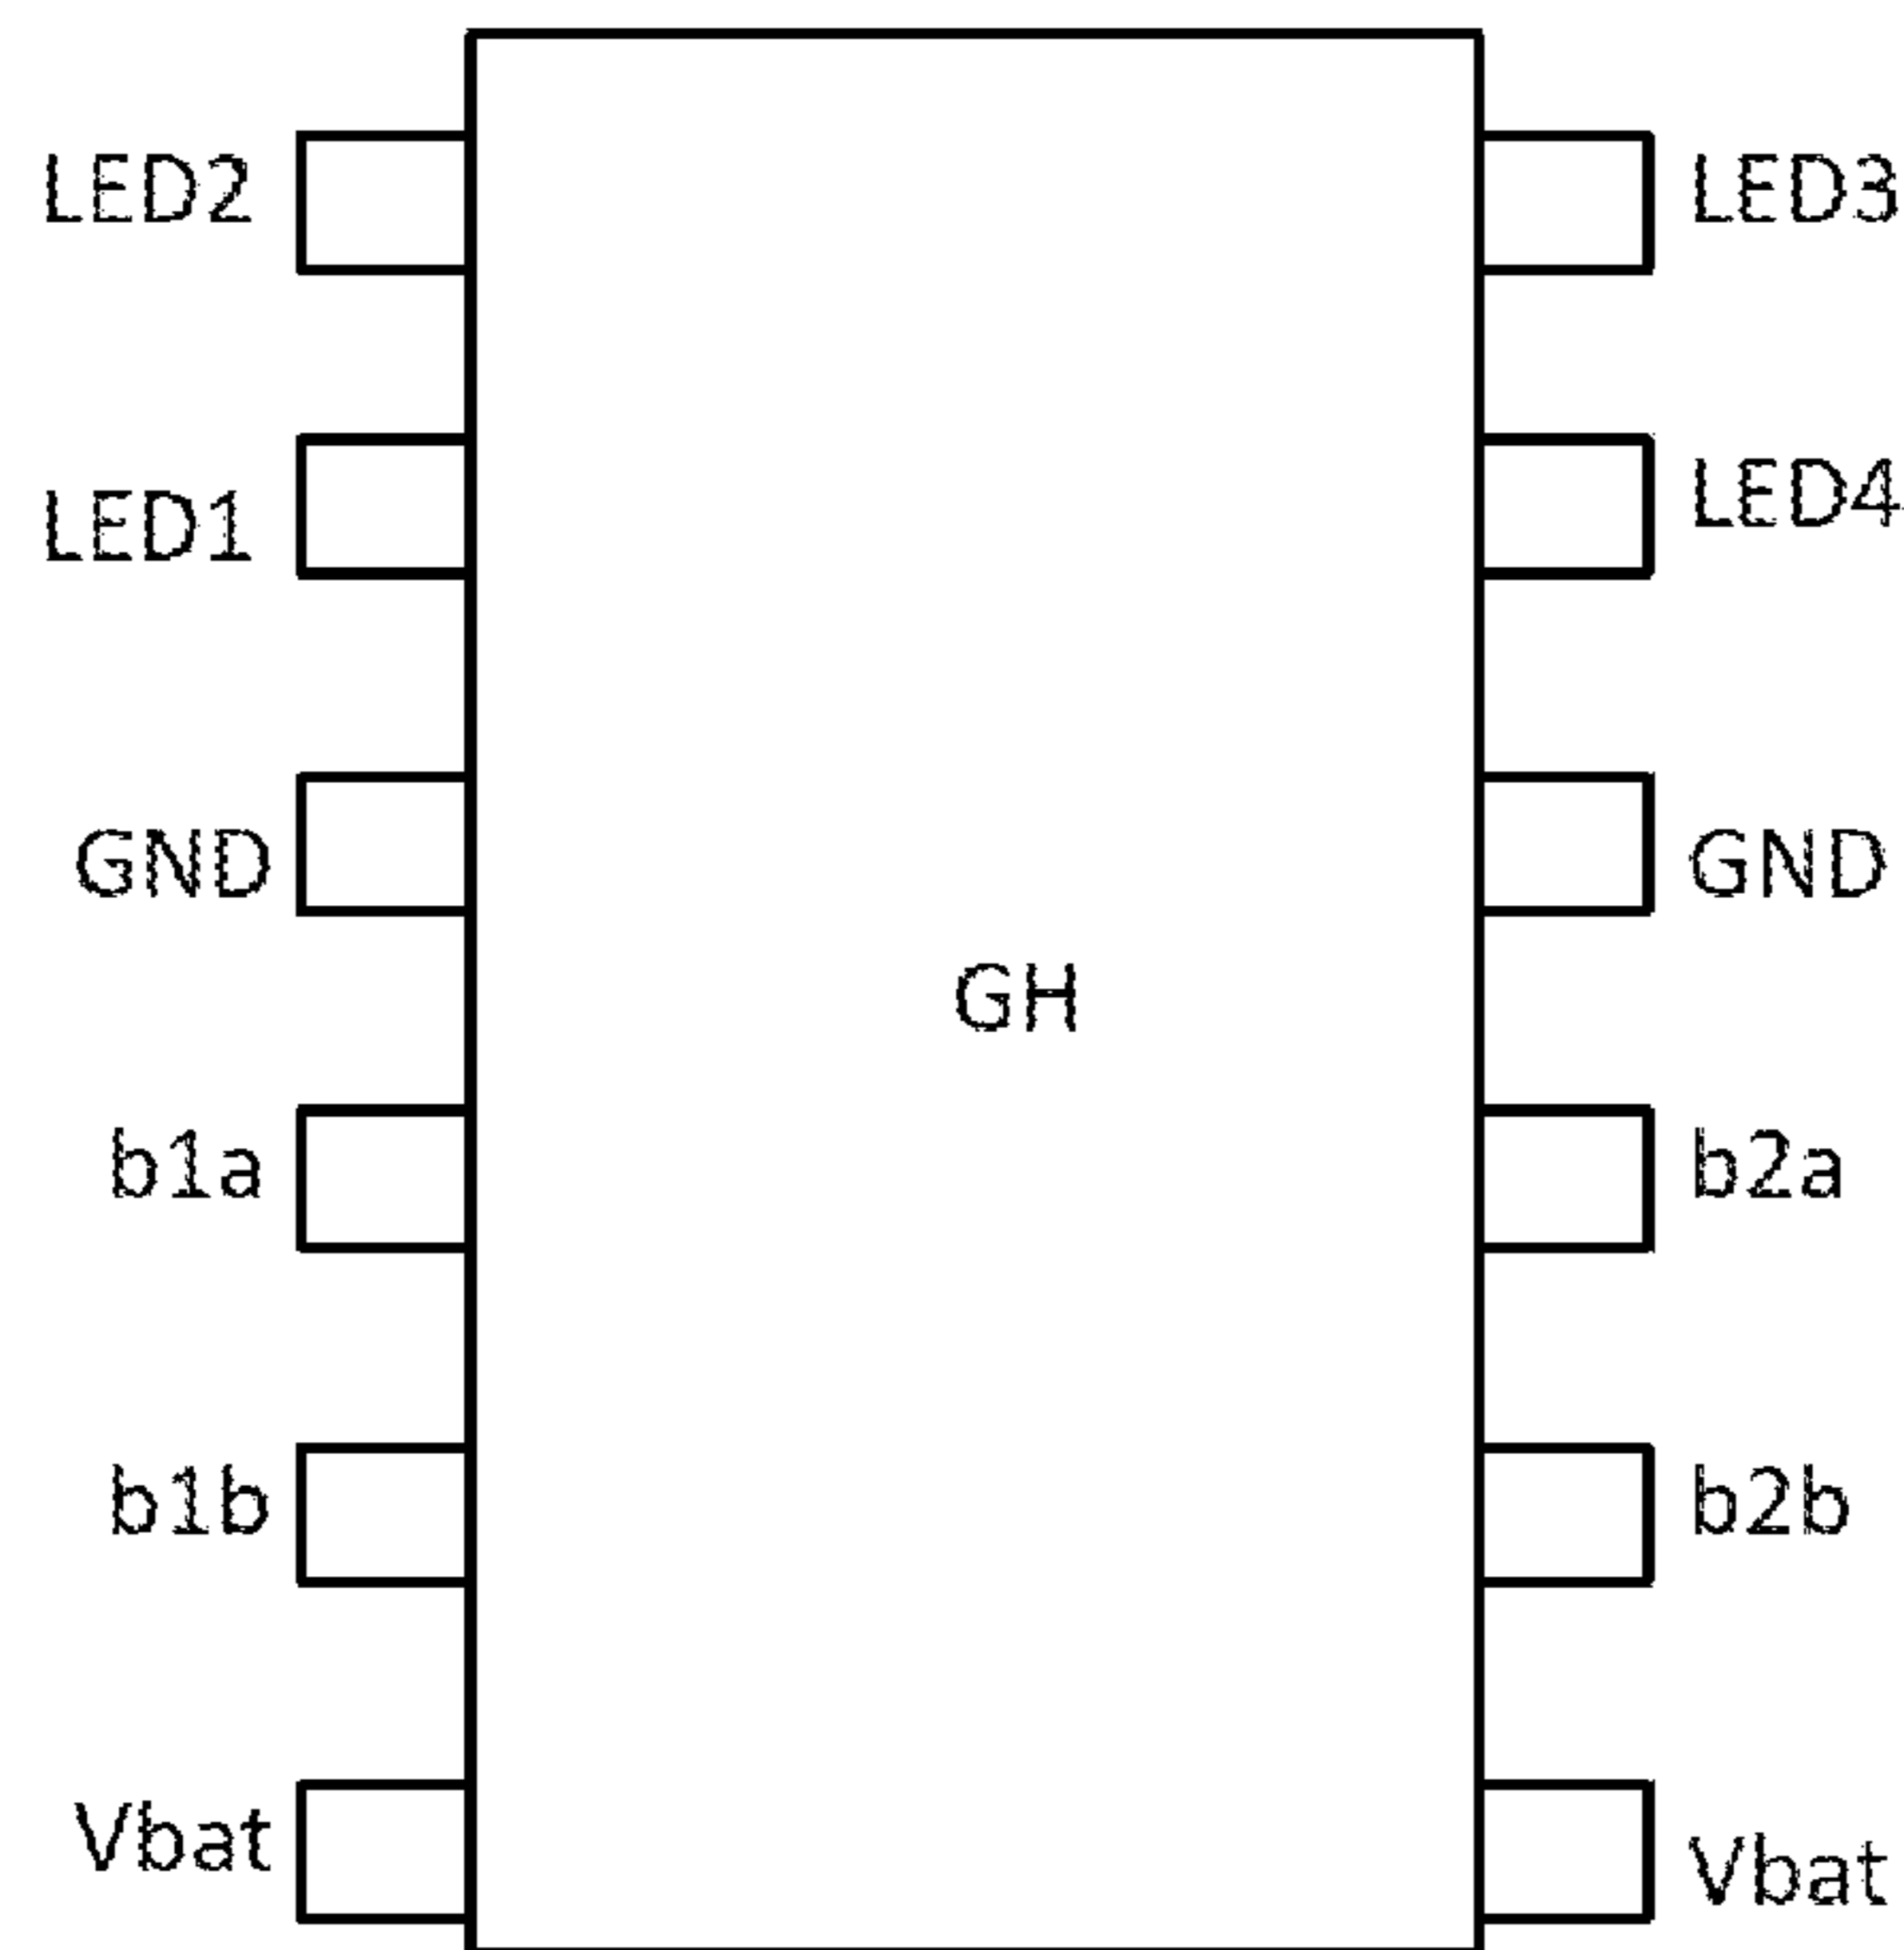 LED2
LED3
LED1
LED4
GND
GND
GH
b1a
b2a
b1b
b2b
Vbat
Vbat